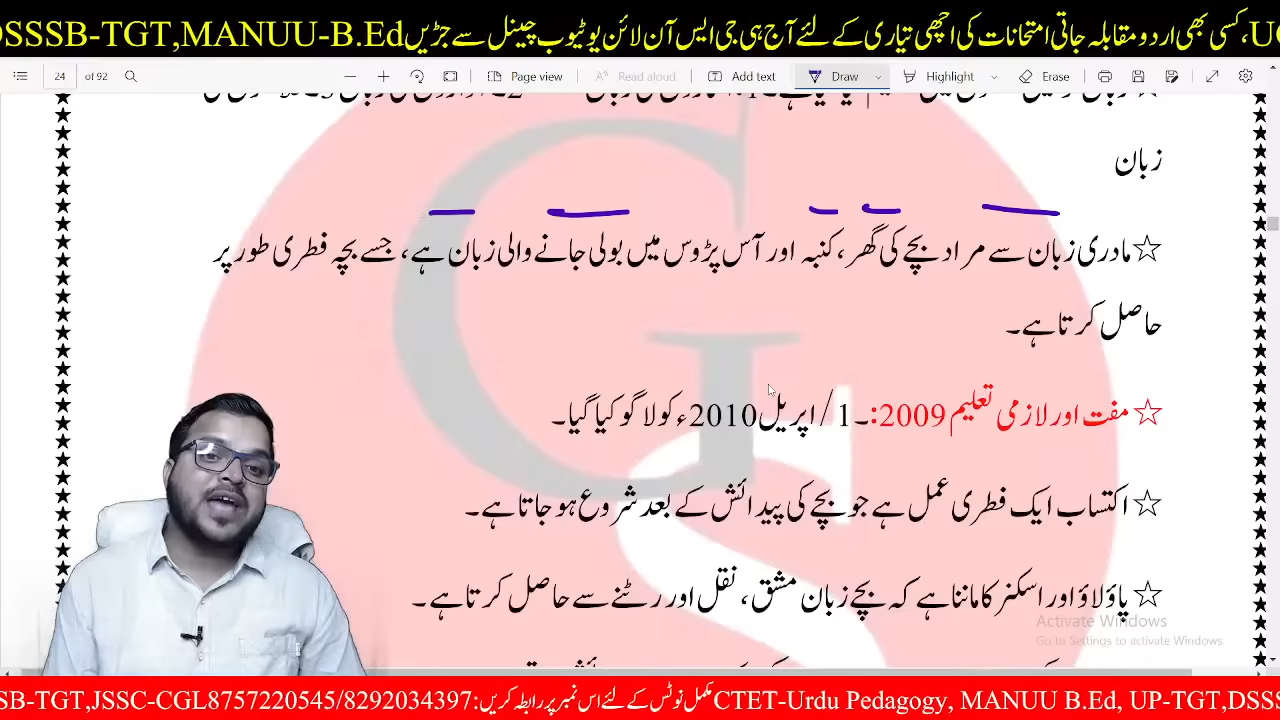 DSSSB-TGT,MANUU-B.Ed کسی بھی اردو مقابلہ جاتی امتحانات کی اچھی تیاری کے لئے آج ہی جی ایس آن لائن یوٹیوب چینل سے جڑیں
24 of 92 Page view Read aloud Add text Draw Highlight Erase
زبان
☆ مادری زبان سے مراد بچے کی گھر، کنبہ اور آس پڑوس میں بولی جانے والی زبان ہے، جسے بچہ فطری طور پر
حاصل کرتا ہے۔
☆ مفت اور لازمی تعلیم 2009:۔ 1/اپریل 2010ء کو لاگو کیا گیا۔
☆ اکتساب ایک فطری عمل ہے جو بچے کی پیدائش کے بعد شروع ہو جاتا ہے۔
☆ پاؤلاؤ اور اسکنر کا ماننا ہے کہ بچے زبان مشق، نقل اور رٹنے سے حاصل کرتا ہے۔
Activate Windows
Go to Settings to activate Windows.
SB-TGT,JSSC-CGL مکمل نوٹس کے لئے اس نمبر پر رابطہ کریں:8757220545/8292034397 CTET-Urdu Pedagogy, MANUU B.Ed, UP-TGT,DSSS